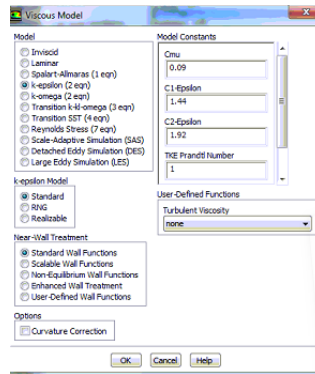 Viscous Model
Model
Inviscid
Laminar
Spalart-Allmaras (1 eqn)
k-epsilon (2 eqn)
k-omega (2 eqn)
Transition k-kl-omega (3 eqn)
Transition SST (4 eqn)
Reynolds Stress (7 eqn)
Scale-Adaptive Simulation (SAS)
Detached Eddy Simulation (DES)
Large Eddy Simulation (LES)
k-epsilon Model
Standard
RNG
Realizable
Near-Wall Treatment
Standard Wall Functions
Scalable Wall Functions
Non-Equilibrium Wall Functions
Enhanced Wall Treatment
User-Defined Wall Functions
Options
Curvature Correction
Model Constants
Cmu
0.09
C1-Epsilon
1.44
C2-Epsilon
1.92
TKE Prandtl Number
1
User-Defined Functions
Turbulent Viscosity
none
OK Cancel Help